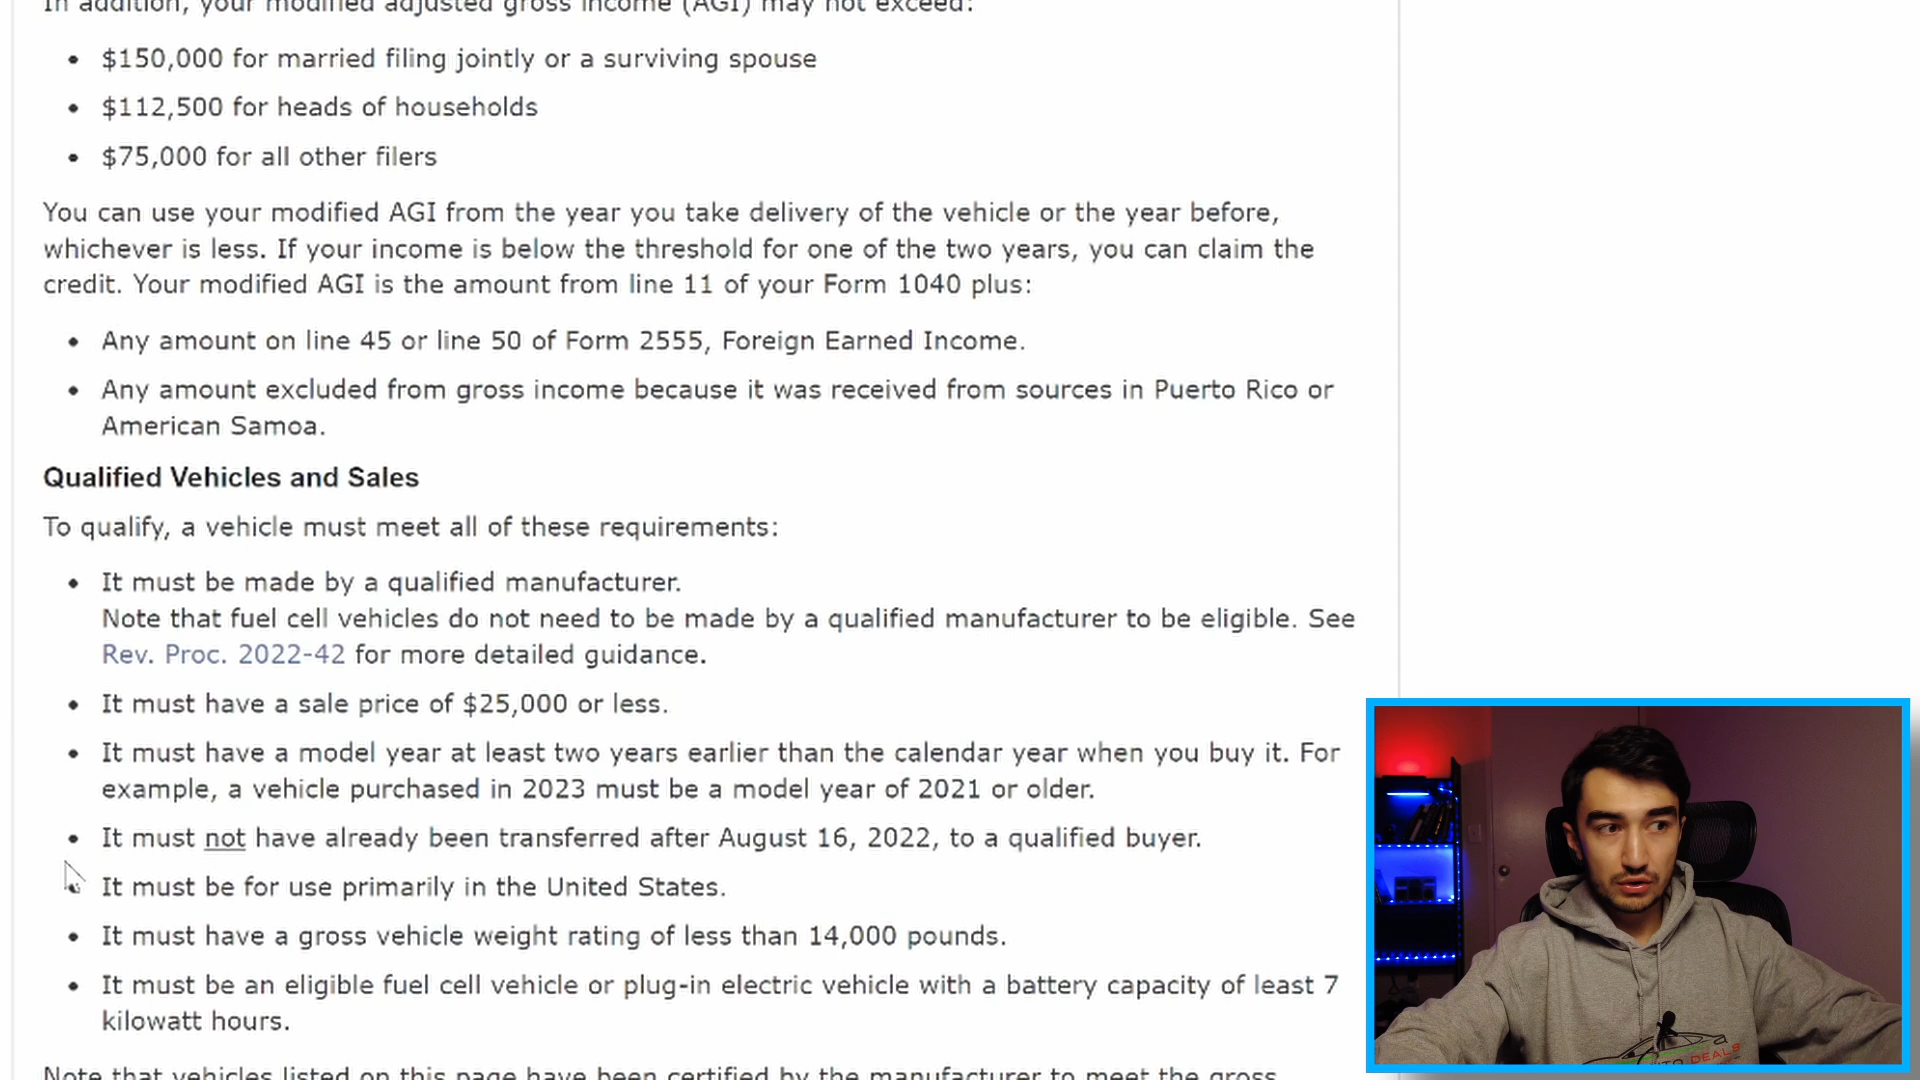 In addition, your modified adjusted gross income (AGI) may not exceed:
$150,000 for married filing jointly or a surviving spouse
$112,500 for heads of households
$75,000 for all other filers
You can use your modified AGI from the year you take delivery of the vehicle or the year before,
whichever is less. If your income is below the threshold for one of the two years, you can claim the
credit. Your modified AGI is the amount from line 11 of your Form 1040 plus:
Any amount on line 45 or line 50 of Form 2555, Foreign Earned Income.
Any amount excluded from gross income because it was received from sources in Puerto Rico or
American Samoa.
Qualified Vehicles and Sales
To qualify, a vehicle must meet all of these requirements:
It must be made by a qualified manufacturer.
Note that fuel cell vehicles do not need to be made by a qualified manufacturer to be eligible. See
Rev. Proc. 2022-42 for more detailed guidance.
It must have a sale price of $25,000 or less.
It must have a model year at least two years earlier than the calendar year when you buy it. For
example, a vehicle purchased in 2023 must be a model year of 2021 or older.
It must not have already been transferred after August 16, 2022, to a qualified buyer.
It must be for use primarily in the United States.
It must have a gross vehicle weight rating of less than 14,000 pounds.
It must be an eligible fuel cell vehicle or plug-in electric vehicle with a battery capacity of least 7
kilowatt hours.
Note that vehicles listed on this page have been certified by the manufacturer to meet the gross
DEALS